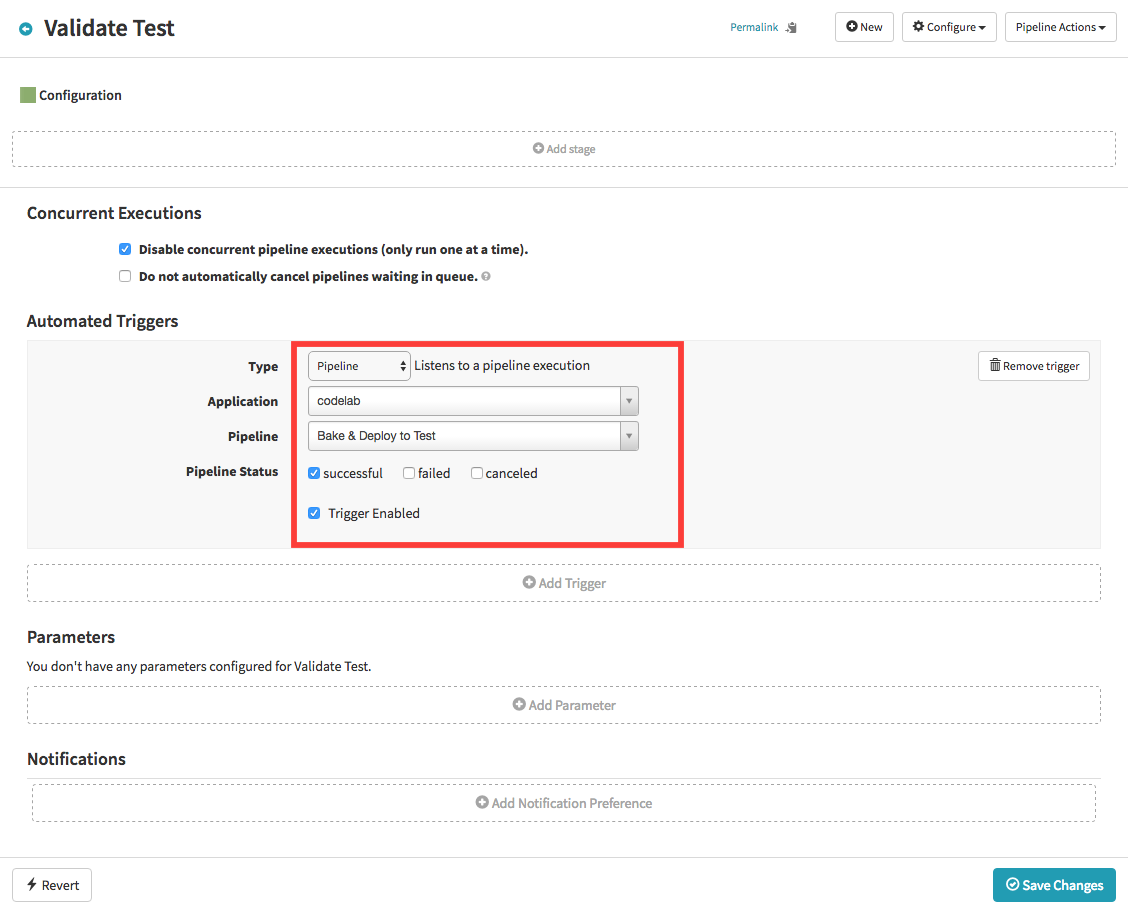 Validate Test
Permalink
New
Configure
Pipeline Actions
Configuration
Add stage
Concurrent Executions
Disable concurrent pipeline executions (only run one at a time).
Do not automatically cancel pipelines waiting in queue.
Automated Triggers
Type
Pipeline
Listens to a pipeline execution
Remove trigger
Application
codelab
Pipeline
Bake & Deploy to Test
Pipeline Status
successful
failed
canceled
Trigger Enabled
Add Trigger
Parameters
You don't have any parameters configured for Validate Test.
Add Parameter
Notifications
Add Notification Preference
Revert
Save Changes